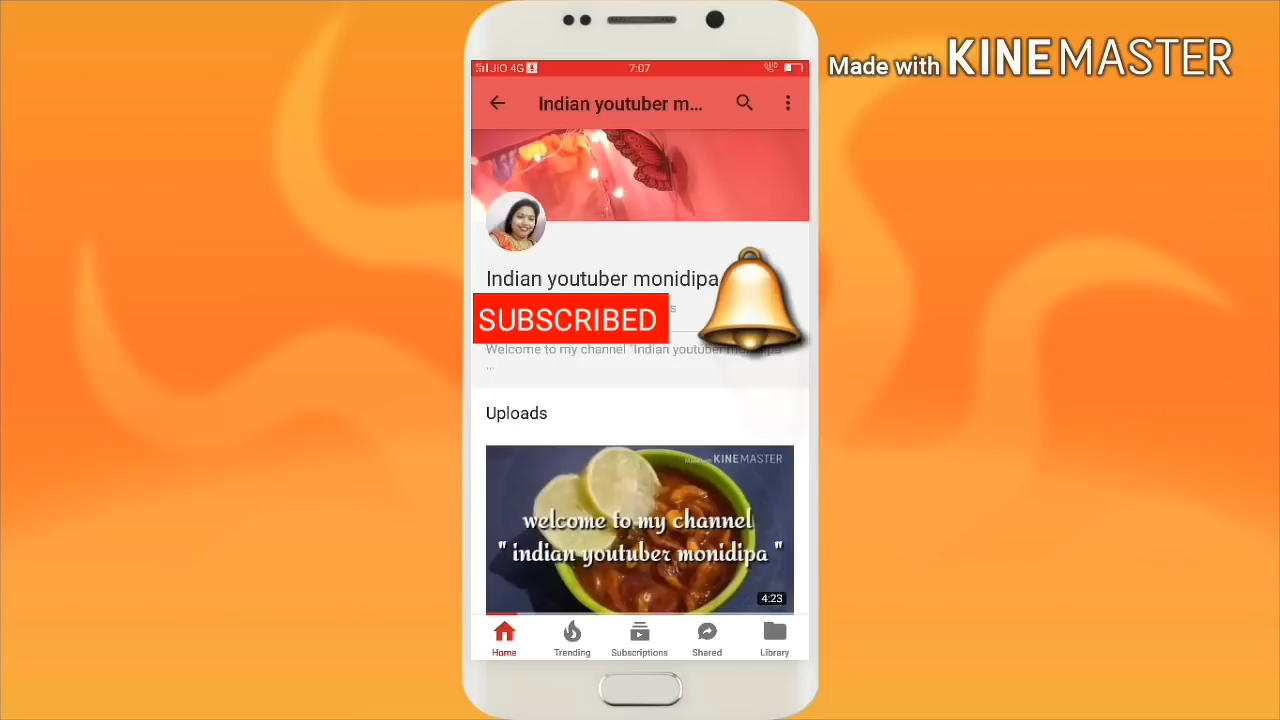 Made with KINEMASTER
JIO 4G 7:07
Indian youtuber m...
Indian youtuber monidipa
SUBSCRIBED
Welcome to my channel "Indian youtuber monidipa
...
Uploads
KINEMASTER
welcome to my channel
" indian youtuber monidipa "
4:23
Home Trending Subscriptions Shared Library